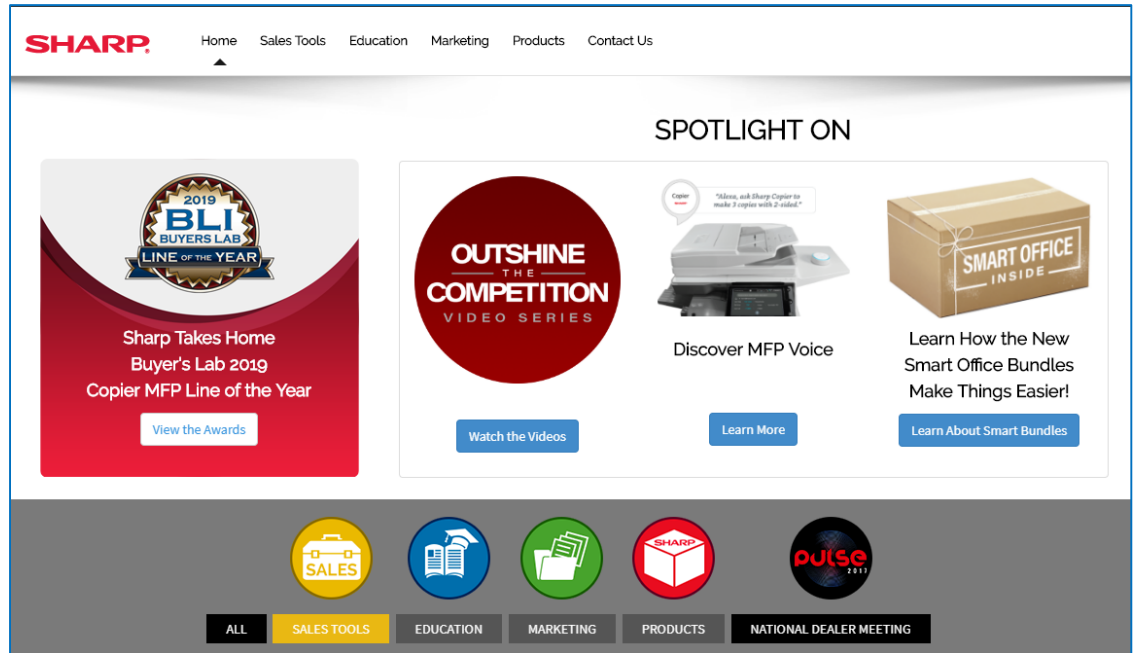 SHARP
Home Sales Tools Education Marketing Products Contact Us
SPOTLIGHT ON
2019
BLI
BUYERS LAB
LINE OF THE YEAR
Sharp Takes Home
Buyer's Lab 2019
Copier MFP Line of the Year
View the Awards
OUTSHINE
THE
COMPETITION
VIDEO SERIES
Watch the Videos
Copier
SHARP
"Alexa, ask Sharp Copier to
make 3 copies with 2-sided."
Discover MFP Voice
Learn More
SMART OFFICE
INSIDE
Learn How the New
Smart Office Bundles
Make Things Easier!
Learn About Smart Bundles
SALES
SHARP
pulse
2017
ALL SALES TOOLS EDUCATION MARKETING PRODUCTS NATIONAL DEALER MEETING